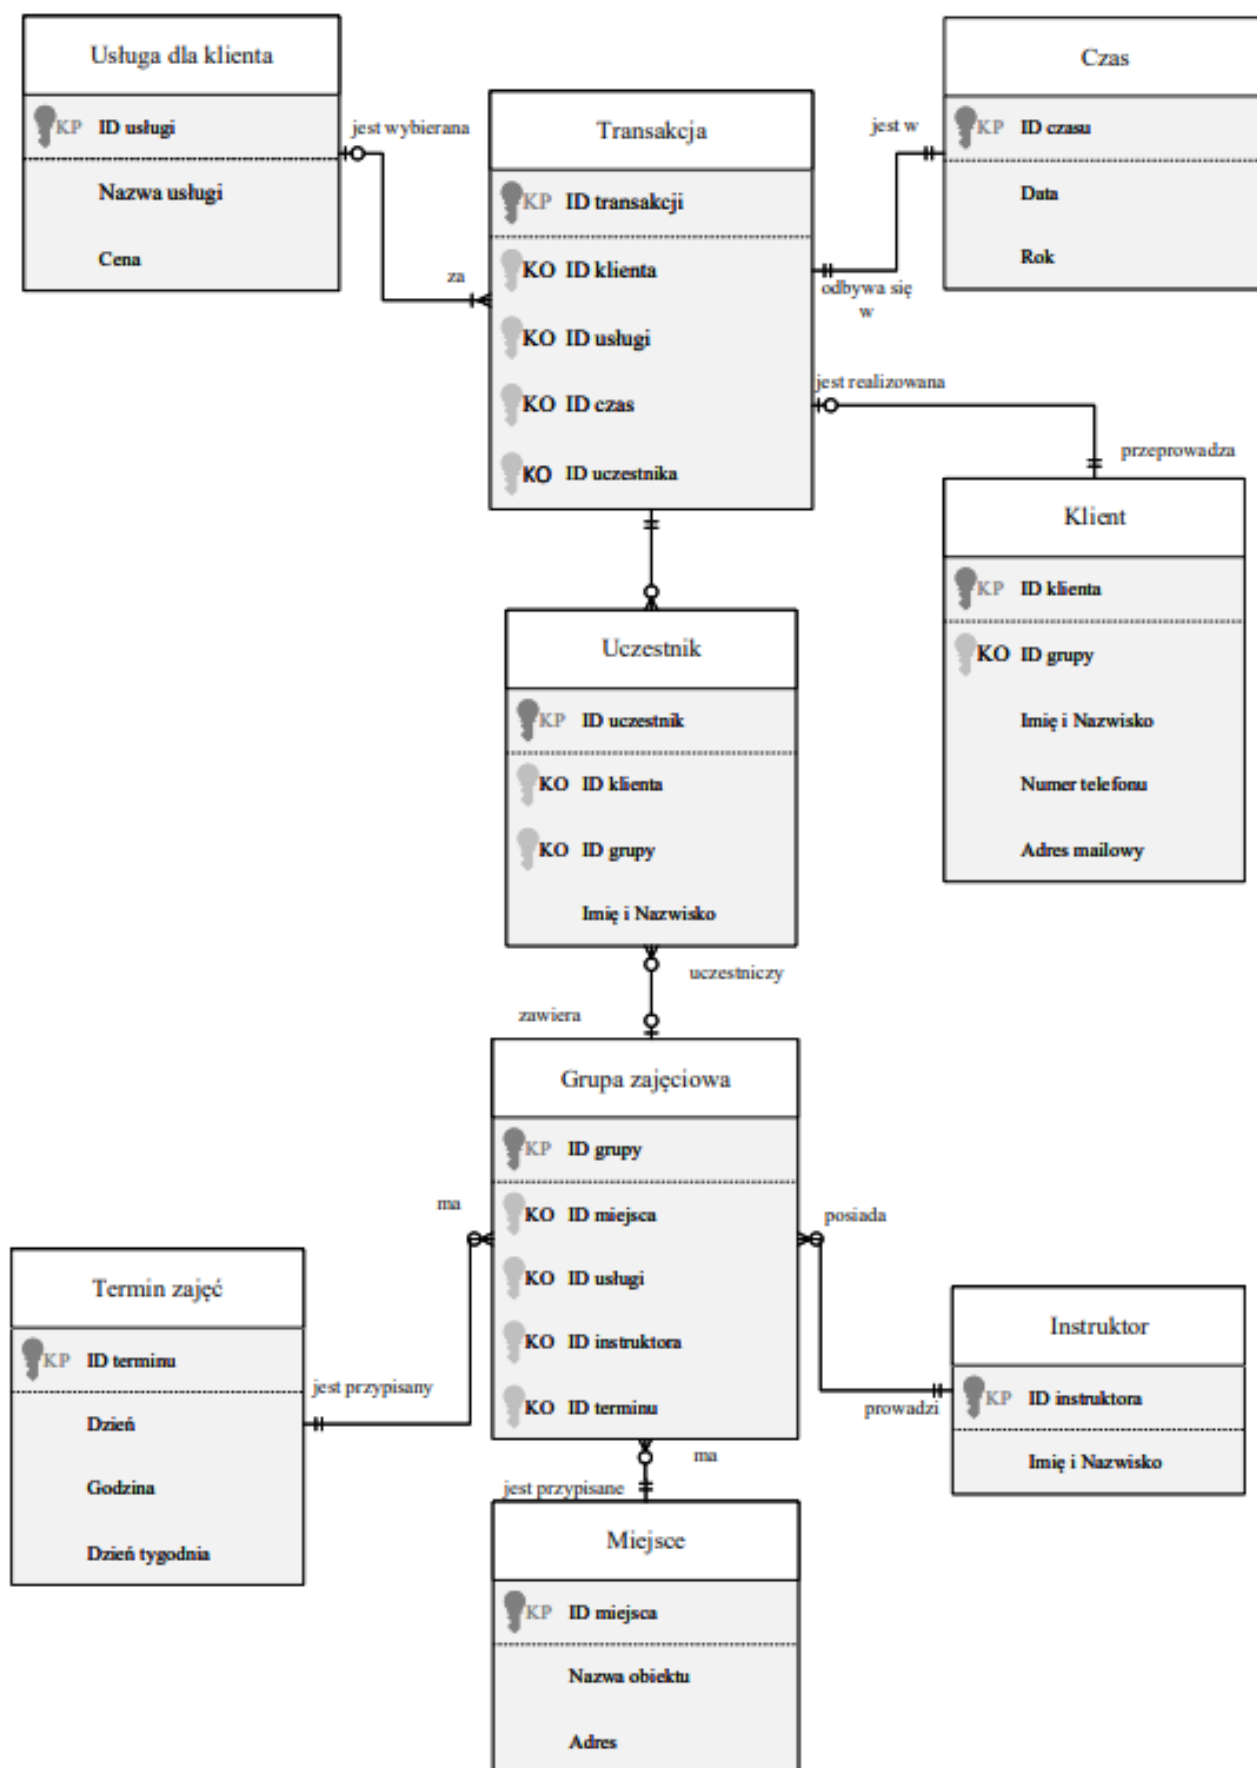 Usługa dla klienta
KP ID usługi
Nazwa usługi
Cena
jest wybierana
za
Transakcja
KP ID transakcji
KO ID klienta
KO ID usługi
KO ID czas
KO ID uczestnika
jest w
odbywa się
w
Czas
KP ID czasu
Data
Rok
jest realizowana
przeprowadza
Klient
KP ID klienta
KO ID grupy
Imię i Nazwisko
Numer telefonu
Adres mailowy
Uczestnik
KP ID uczestnik
KO ID klienta
KO ID grupy
Imię i Nazwisko
uczestniczy
zawiera
Grupa zajęciowa
KP ID grupy
KO ID miejsca
KO ID usługi
KO ID instruktora
KO ID terminu
ma
jest przypisany
Termin zajęć
KP ID terminu
Dzień
Godzina
Dzień tygodnia
posiada
prowadzi
Instruktor
KP ID instruktora
Imię i Nazwisko
ma
jest przypisane
Miejsce
KP ID miejsca
Nazwa obiektu
Adres